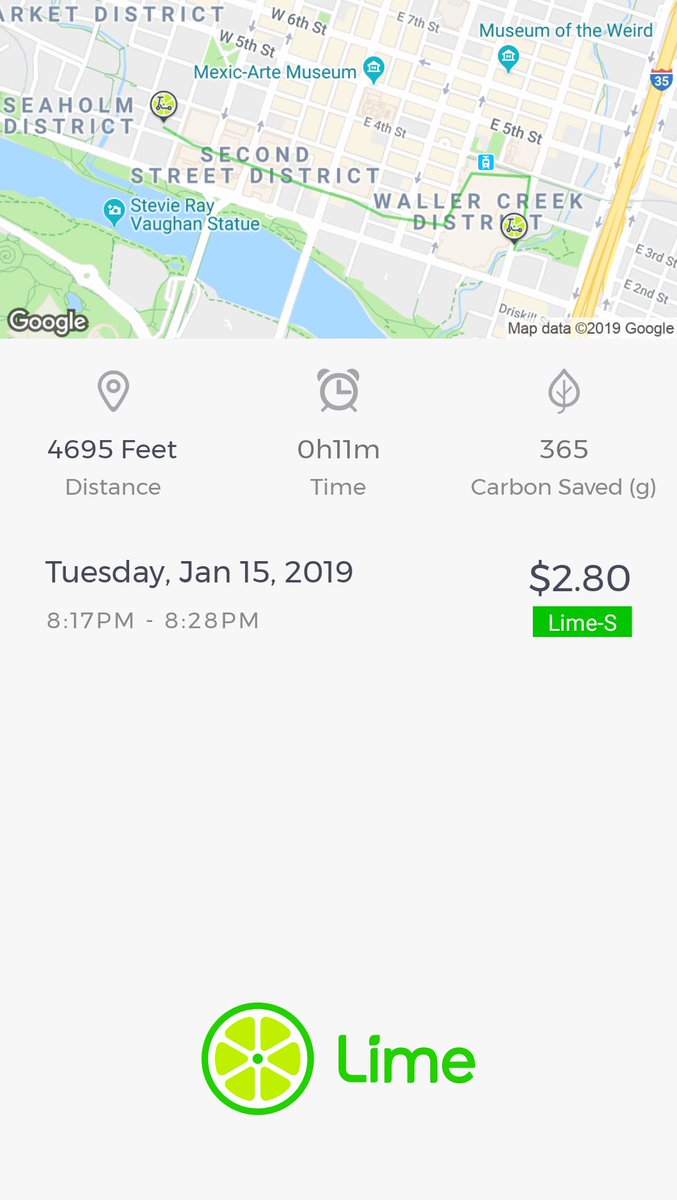 ARKET DISTRICT
W 6th St
E 7th St
Museum of the Weird
W 5th St
Mexic-Arte Museum
35
SEAHOLM
DISTRICT
E 4th St
E 5th St
SECOND
STREET DISTRICT
WALLER CREEK
DISTRICT
Stevie Ray
Vaughan Statue
E 3rd St
E 2nd St
Driskill
Google
Map data ©2019 Google
4695 Feet
0h11m
365
Distance
Time
Carbon Saved (g)
Tuesday, Jan 15, 2019
$2.80
8:17PM - 8:28PM
Lime-S
Lime